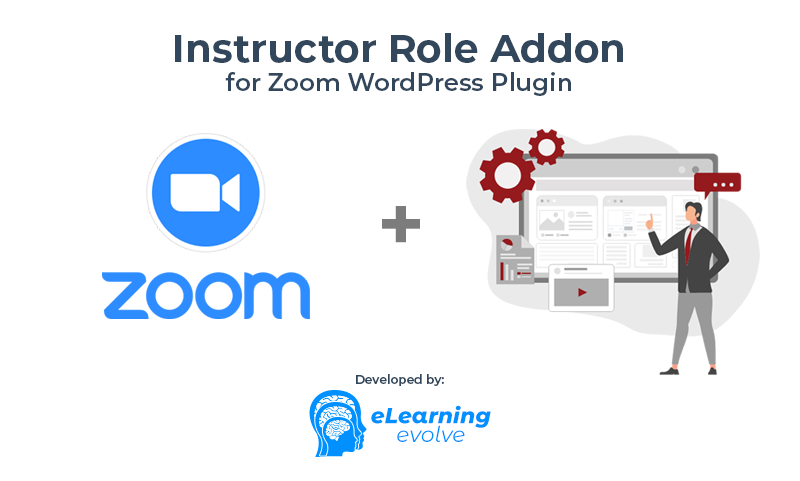 Instructor Role Addon
for Zoom WordPress Plugin
zoom
Developed by:
eLearning
evolve